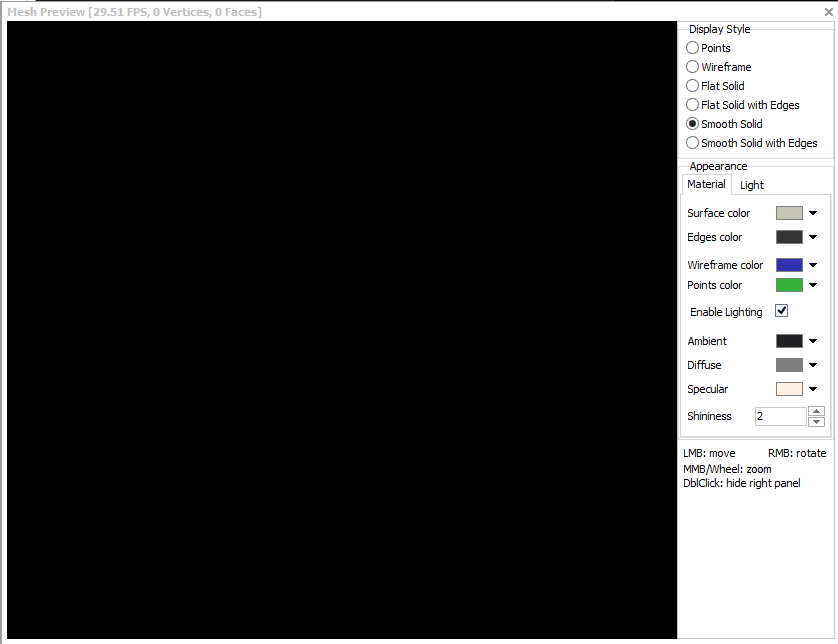 Mesh Preview [29.51 FPS, 0 Vertices, 0 Faces]
Display Style
Points
Wireframe
Flat Solid
Flat Solid with Edges
Smooth Solid
Smooth Solid with Edges
Appearance
Material Light
Surface color
Edges color
Wireframe color
Points color
Enable Lighting
Ambient
Diffuse
Specular
Shininess 2
LMB: move RMB: rotate
MMB/Wheel: zoom
DblClick: hide right panel